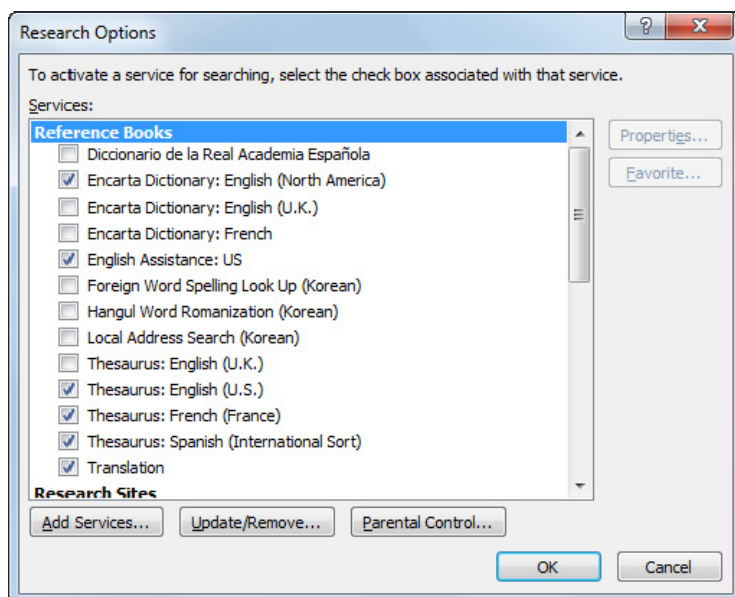 Research Options
To activate a service for searching, select the check box associated with that service.
Services:
Reference Books
Diccionario de la Real Academia Española
Encarta Dictionary: English (North America)
Encarta Dictionary: English (U.K.)
Encarta Dictionary: French
English Assistance: US
Foreign Word Spelling Look Up (Korean)
Hangul Word Romanization (Korean)
Local Address Search (Korean)
Thesaurus: English (U.K.)
Thesaurus: English (U.S.)
Thesaurus: French (France)
Thesaurus: Spanish (International Sort)
Translation
Research Sites
Properties...
Favorite...
Add Services... Update/Remove... Parental Control...
OK Cancel